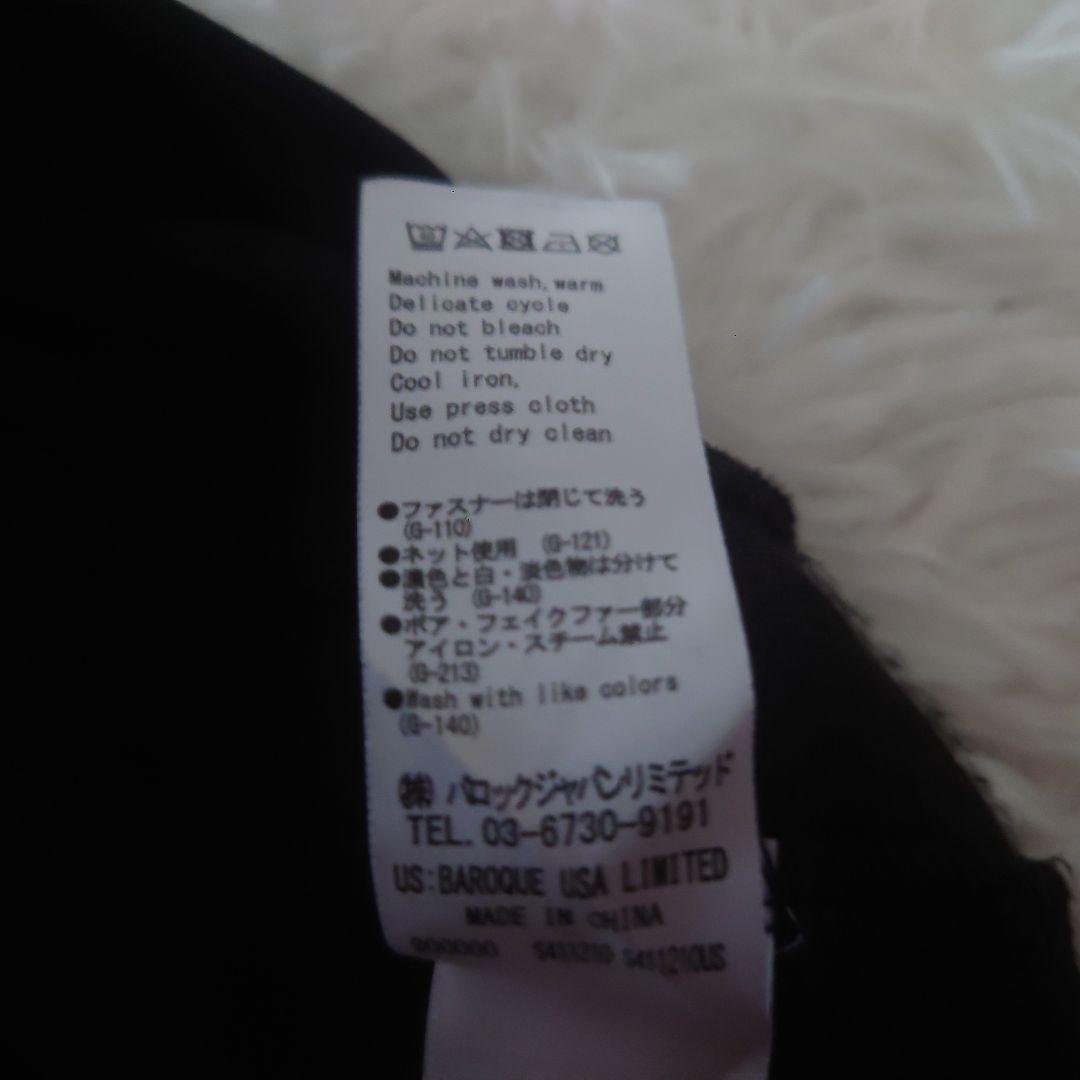 Machine wash,warm
Delicate cycle
Do not bleach
Do not tumble dry
Cool iron,
Use press cloth
Do not dry clean
●ファスナーは閉じて洗う
(G-110)
●ネット使用 (G-121)
●濃色と白・淡色物は分けて
洗う (G-140)
●ボア・フェイクファー部分
アイロン・スチーム禁止
(G-213)
●Wash with like colors
(G-140)
㈱ バロックジャパンリミテッド
TEL. 03-6730-9191
US:BAROQUE USA LIMITED
MADE IN CHINA